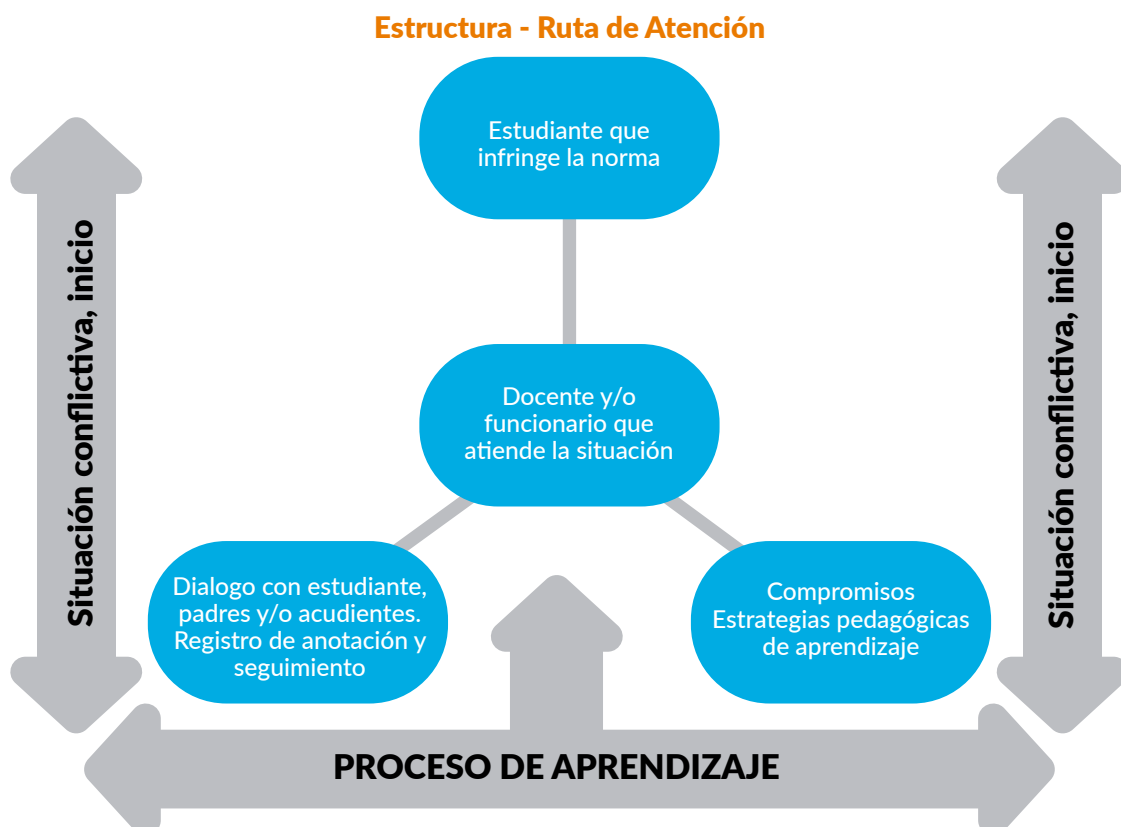 Estructura - Ruta de Atención
Estudiante que
infringe la norma
Situación conflictiva, inicio
Situación conflictiva, inicio
Docente y/o
funcionario que
atiende la situación
Dialogo con estudiante,
padres y/o acudientes.
Registro de anotación y
seguimiento
Compromisos
Estrategias pedagógicas
de aprendizaje
PROCESO DE APRENDIZAJE